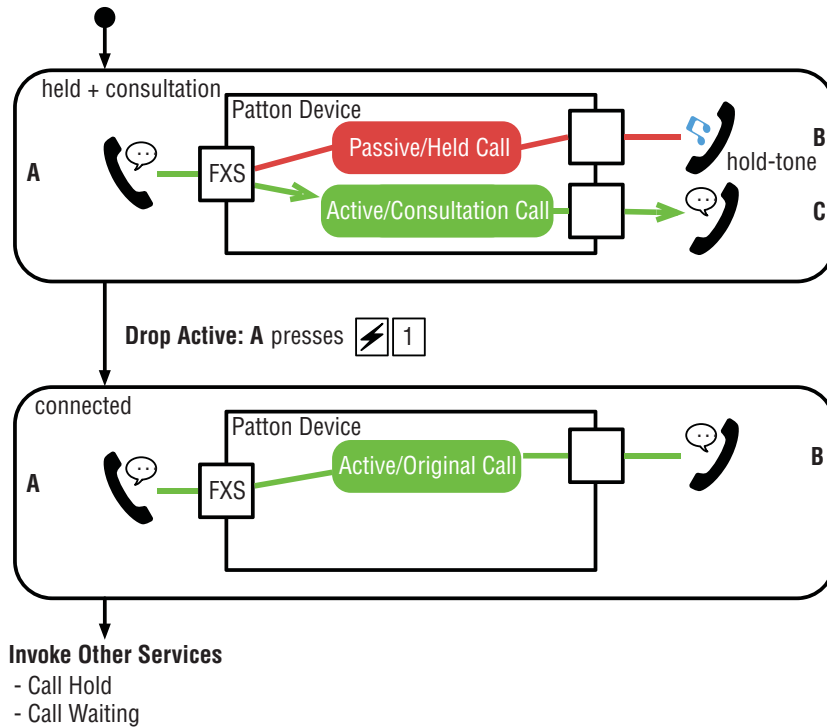 held + consultation
Patton Device
Passive/Held Call
B
hold-tone
A
FXS
Active/Consultation Call
C
Drop Active: A presses 1
connected
Patton Device
Active/Original Call
A
FXS
B
Invoke Other Services
- Call Hold
- Call Waiting